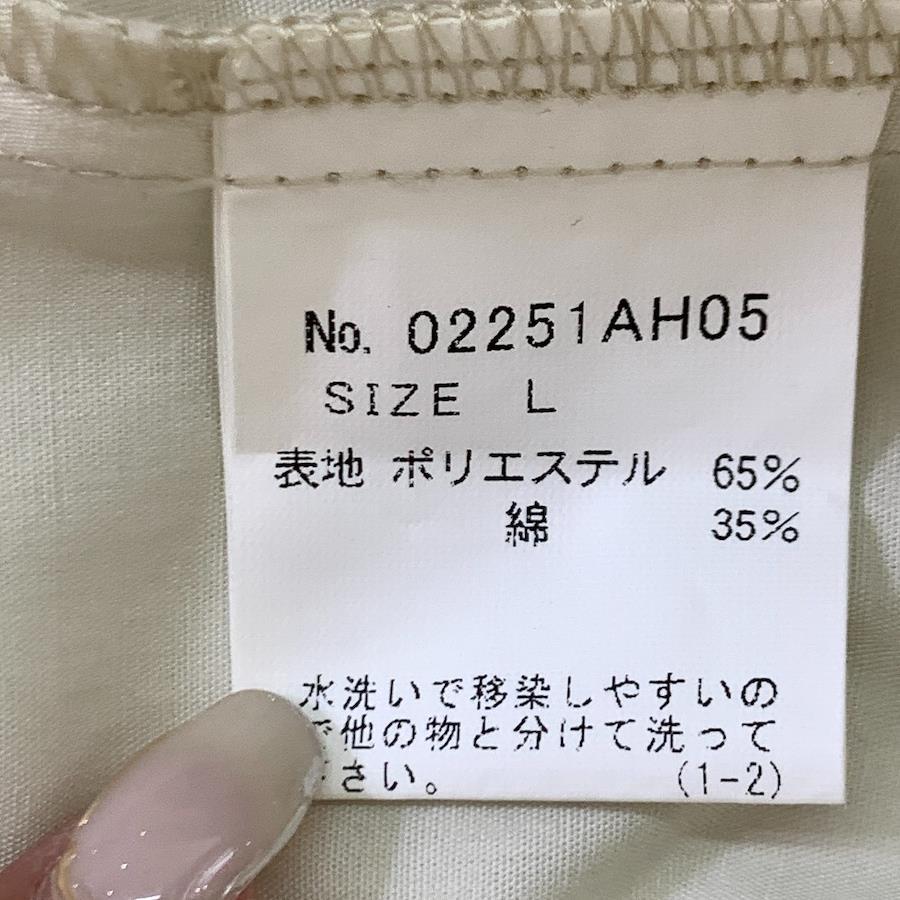 No. 02251AH05
SIZE L
表地 ポリエステル 65%
綿 35%
水洗いで移染しやすいの
で他の物と分けて洗って
下さい。 (1-2)